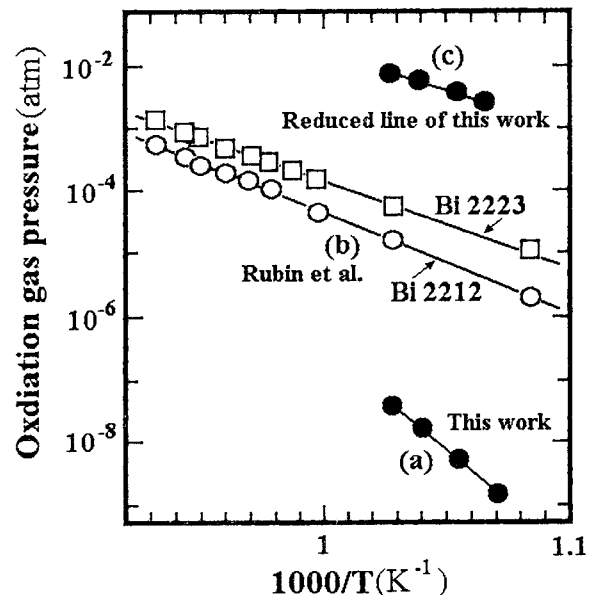 Oxdiation gas pressure(atm)
10^-2
10^-4
10^-6
10^-8
(c)
Reduced line of this work
Bi 2223
(b)
Rubin et al.
Bi 2212
This work
(a)
1
1.1
1000/T(K^-1)